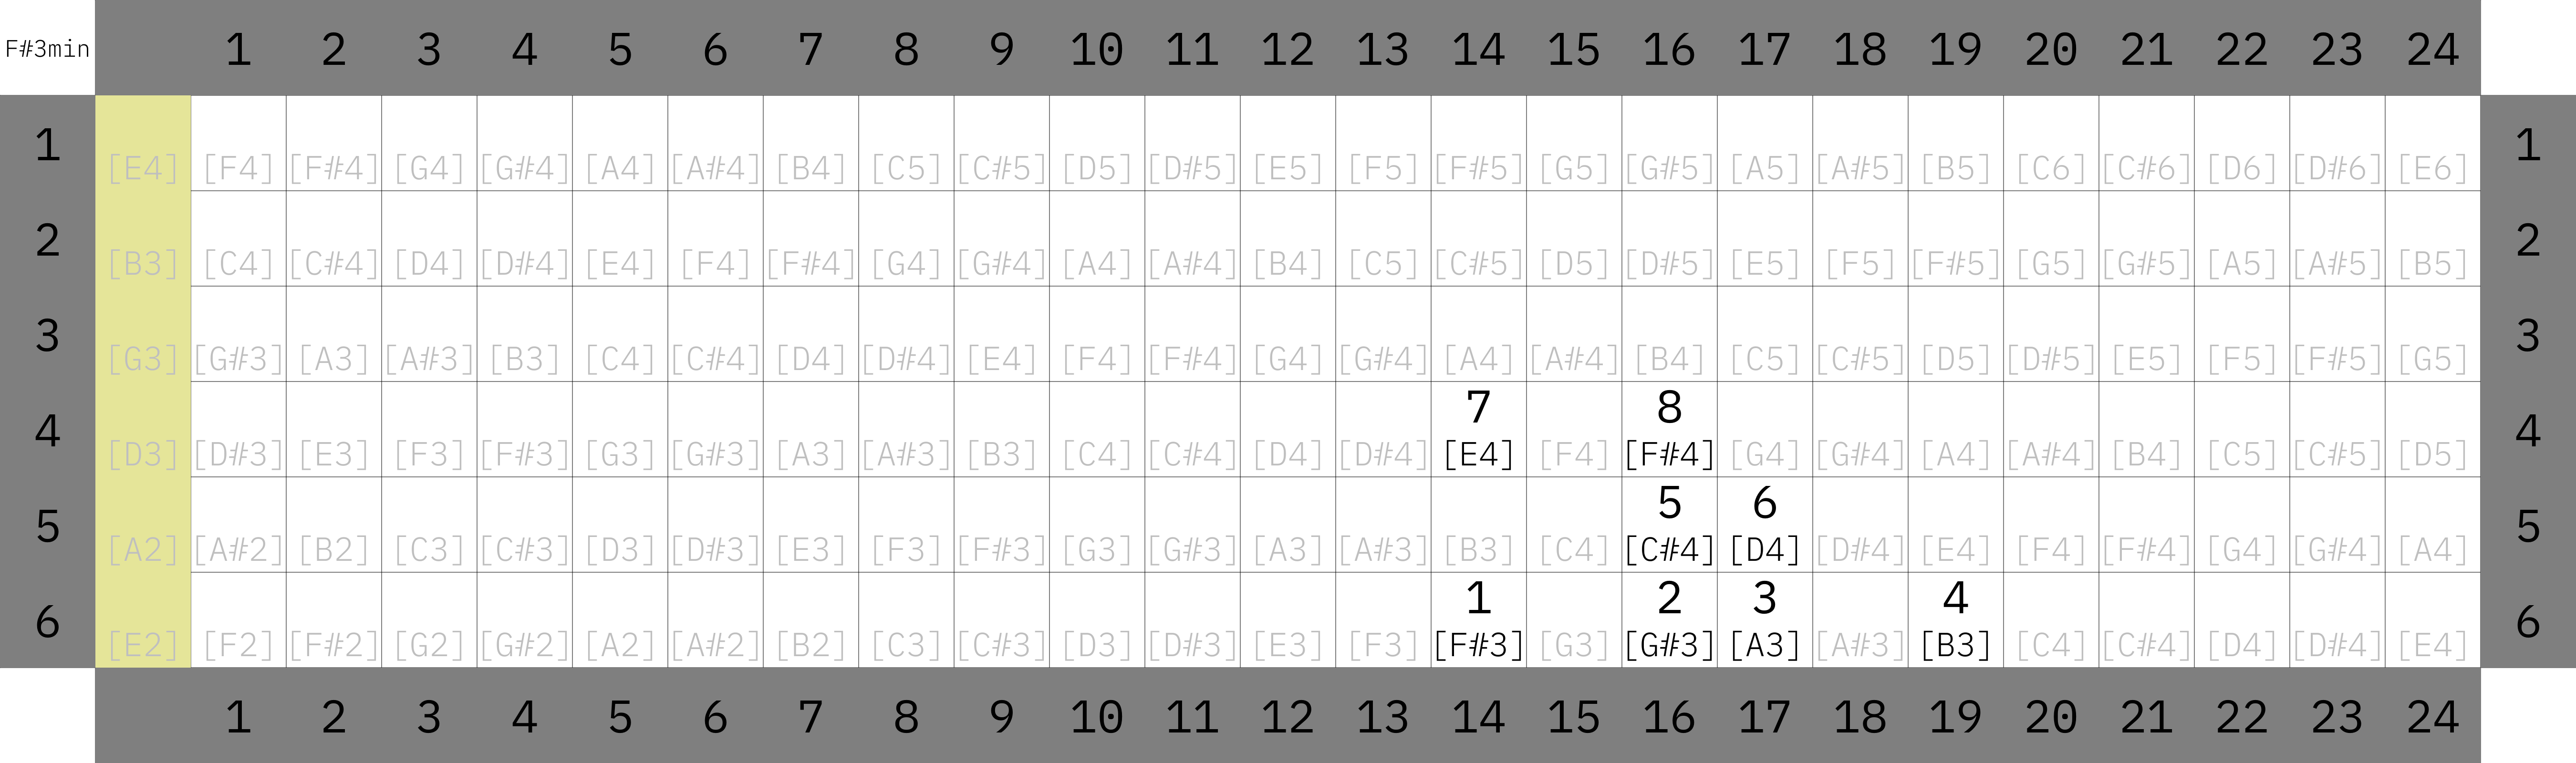 F#3min 1 2 3 4 5 6 7 8 9 10 11 12 13 14 15 16 17 18 19 20 21 22 23 24
1 [E4] [F4] [F#4] [G4] [G#4] [A4] [A#4] [B4] [C5] [C#5] [D5] [D#5] [E5] [F5] [F#5] [G5] [G#5] [A5] [A#5] [B5] [C6] [C#6] [D6] [D#6] [E6] 1
2 [B3] [C4] [C#4] [D4] [D#4] [E4] [F4] [F#4] [G4] [G#4] [A4] [A#4] [B4] [C5] [C#5] [D5] [D#5] [E5] [F5] [F#5] [G5] [G#5] [A5] [A#5] [B5] 2
3 [G3] [G#3] [A3] [A#3] [B3] [C4] [C#4] [D4] [D#4] [E4] [F4] [F#4] [G4] [G#4] [A4] [A#4] [B4] [C5] [C#5] [D5] [D#5] [E5] [F5] [F#5] [G5] 3
7 8
4 [D3] [D#3] [E3] [F3] [F#3] [G3] [G#3] [A3] [A#3] [B3] [C4] [C#4] [D4] [D#4] [E4] [F4] [F#4] [G4] [G#4] [A4] [A#4] [B4] [C5] [C#5] [D5] 4
5 6
5 [A2] [A#2] [B2] [C3] [C#3] [D3] [D#3] [E3] [F3] [F#3] [G3] [G#3] [A3] [A#3] [B3] [C4] [C#4] [D4] [D#4] [E4] [F4] [F#4] [G4] [G#4] [A4] 5
1 2 3 4
6 [E2] [F2] [F#2] [G2] [G#2] [A2] [A#2] [B2] [C3] [C#3] [D3] [D#3] [E3] [F3] [F#3] [G3] [G#3] [A3] [A#3] [B3] [C4] [C#4] [D4] [D#4] [E4] 6
1 2 3 4 5 6 7 8 9 10 11 12 13 14 15 16 17 18 19 20 21 22 23 24